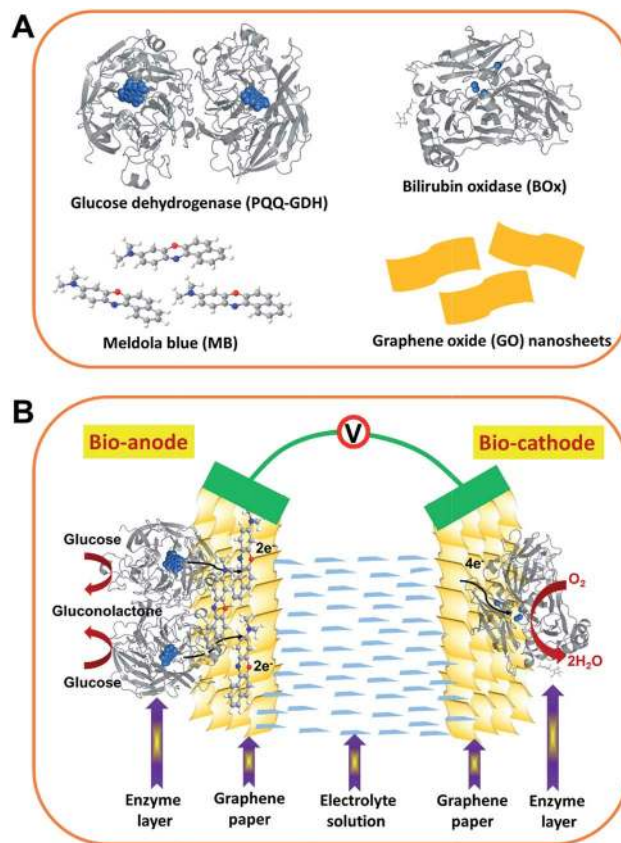 A
Glucose dehydrogenase (PQQ-GDH)
Bilirubin oxidase (BOx)
Meldola blue (MB)
Graphene oxide (GO) nanosheets
B
V
Bio-anode
Bio-cathode
Glucose
2e-
4e-
O2
Gluconolactone
Glucose
2e-
2H2O
Enzyme
layer
Graphene
paper
Electrolyte
solution
Graphene
paper
Enzyme
layer